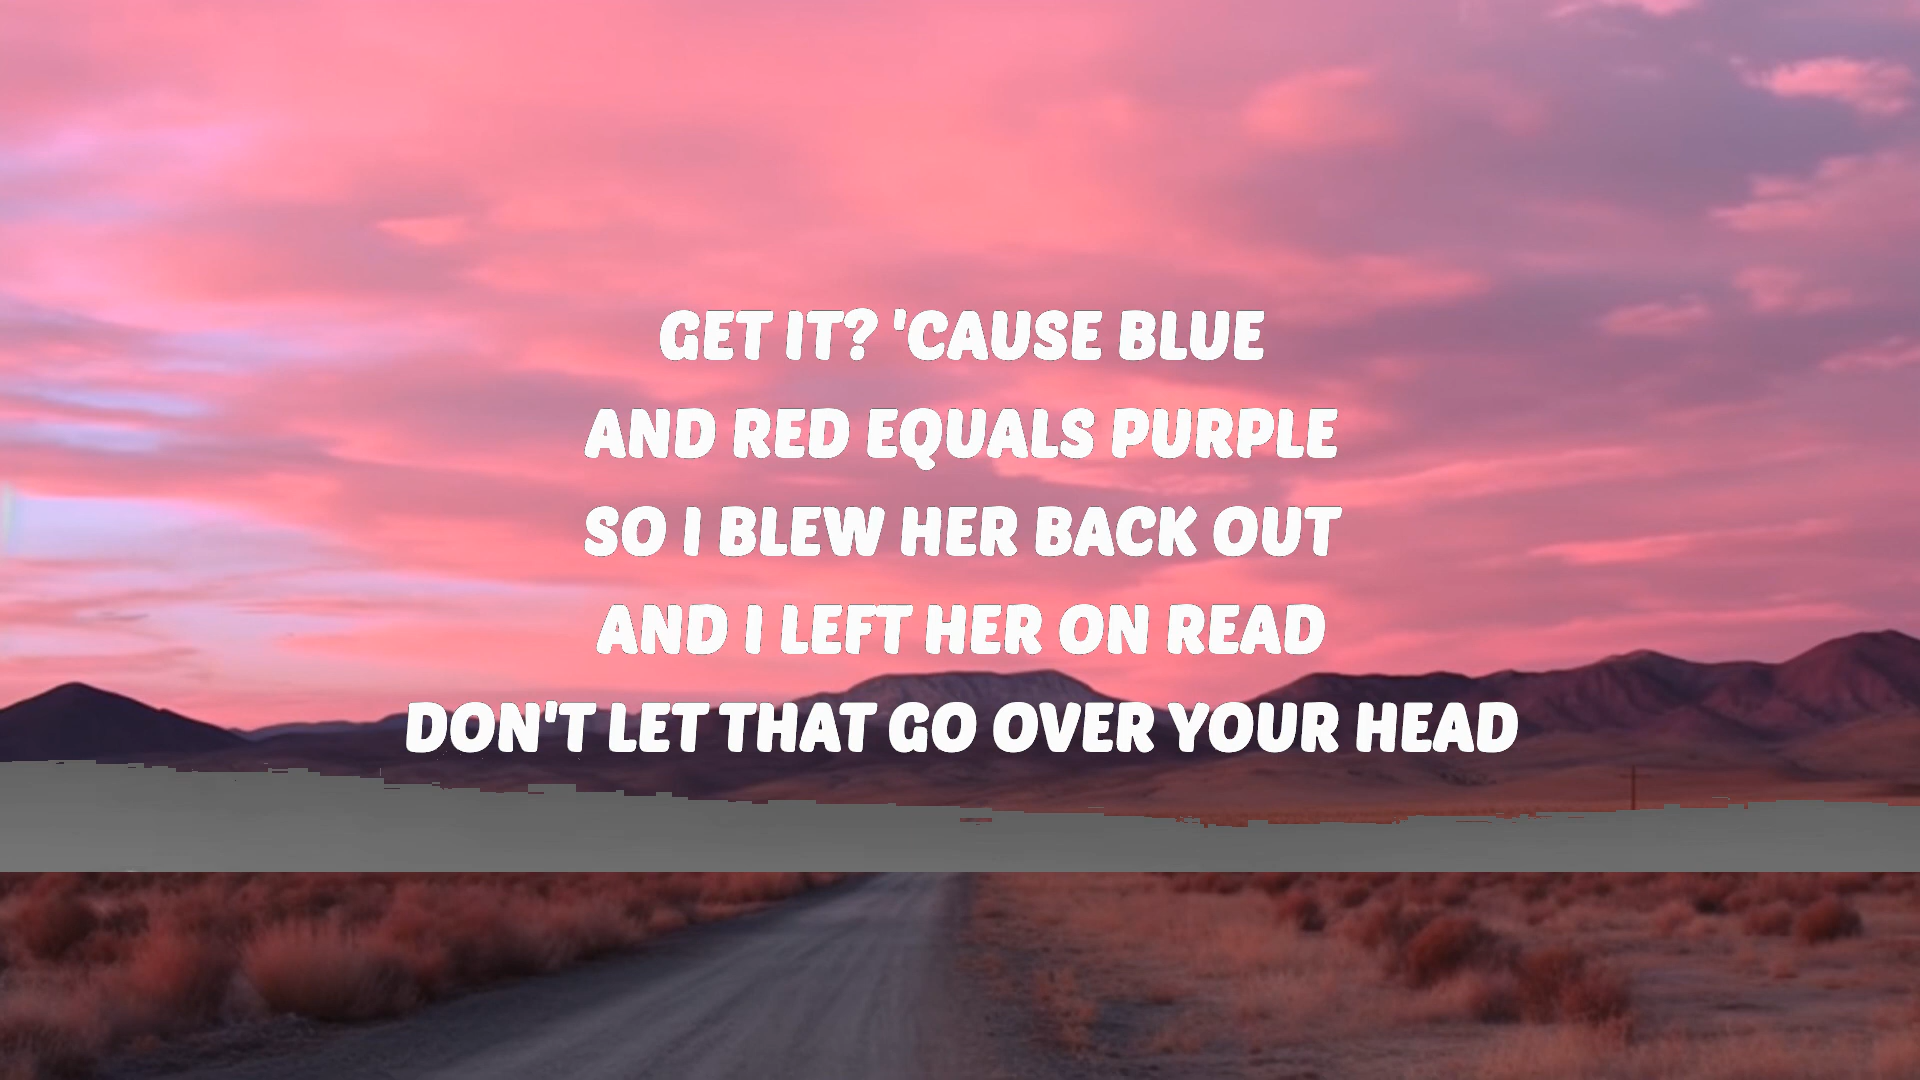 GET IT? 'CAUSE BLUE
AND RED EQUALS PURPLE
SO I BLEW HER BACK OUT
AND I LEFT HER ON READ
DON'T LET THAT GO OVER YOUR HEAD